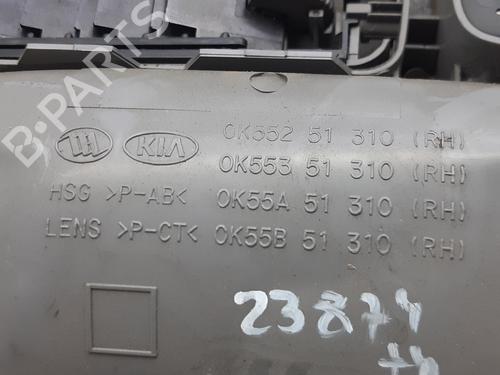 B-PARTS
KIA 0K552 51 310 (RH)
0K553 51 310 (RH)
HSG >P-AB< 0K55A 51 310 (RH)
LENS >P-CT< 0K55B 51 310 (RH)
23874